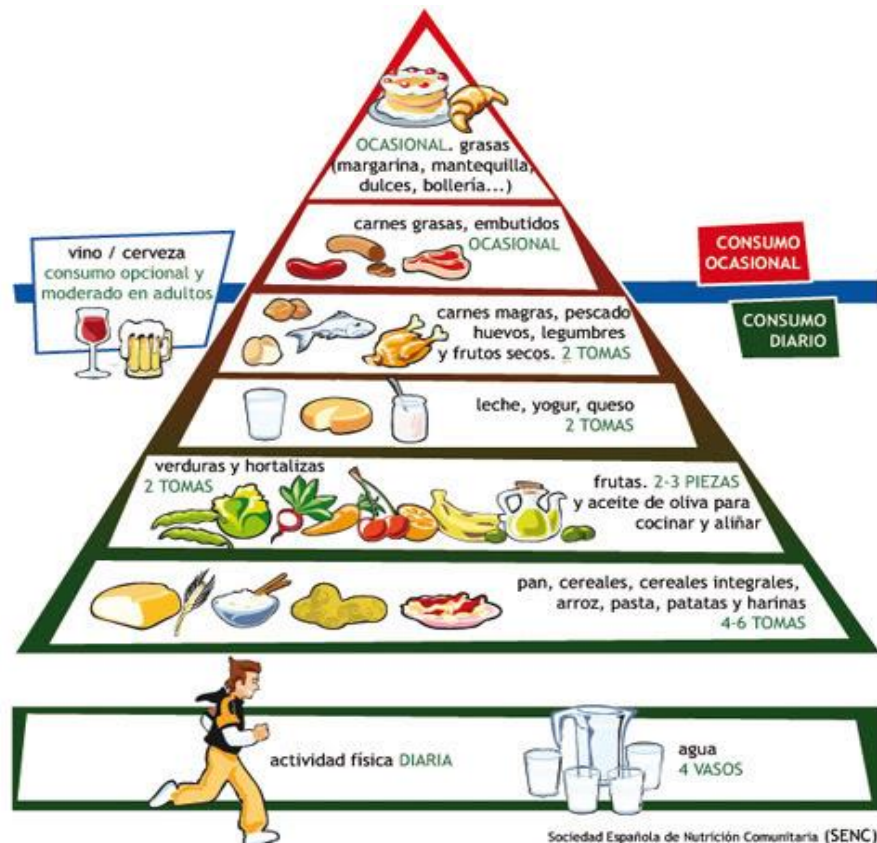 OCASIONAL. grasas
(margarina, mantequilla,
dulces, bollería...)
carnes grasas, embutidos
OCASIONAL
CONSUMO
OCASIONAL
vino / cerveza
consumo opcional y
moderado en adultos
carnes magras, pescado
huevos, legumbres
y frutos secos. 2 TOMAS
CONSUMO
DIARIO
leche, yogur, queso
2 TOMAS
verduras y hortalizas
2 TOMAS
frutas. 2-3 PIEZAS
y aceite de oliva para
cocinar y aliñar
pan, cereales, cereales integrales,
arroz, pasta, patatas y harinas
4-6 TOMAS
actividad física DIARIA
agua
4 VASOS
Sociedad Española de Nutrición Comunitaria (SENC)